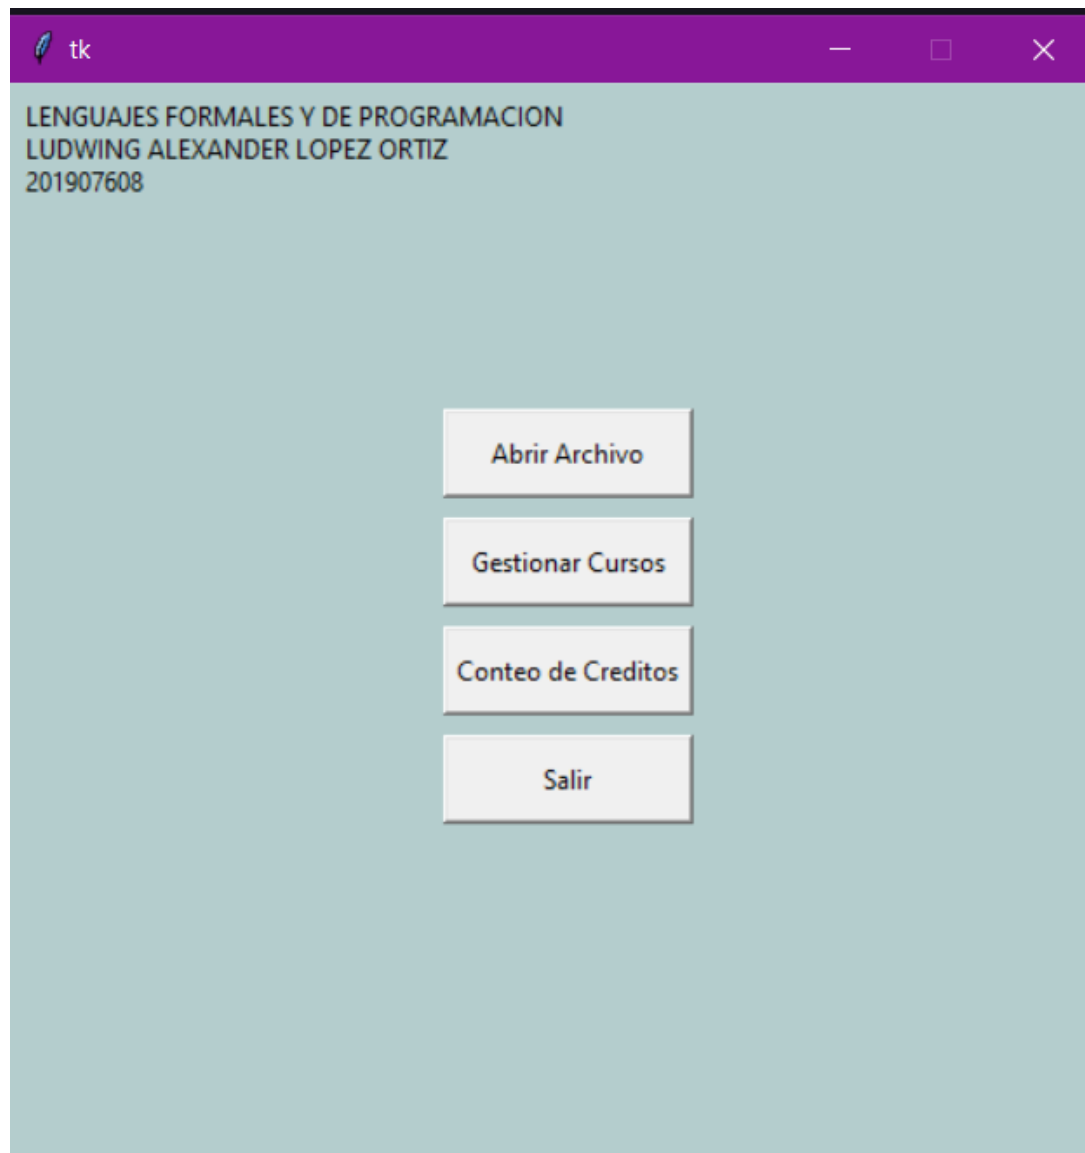 tk
LENGUAJES FORMALES Y DE PROGRAMACION
LUDWING ALEXANDER LOPEZ ORTIZ
201907608
Abrir Archivo
Gestionar Cursos
Conteo de Creditos
Salir